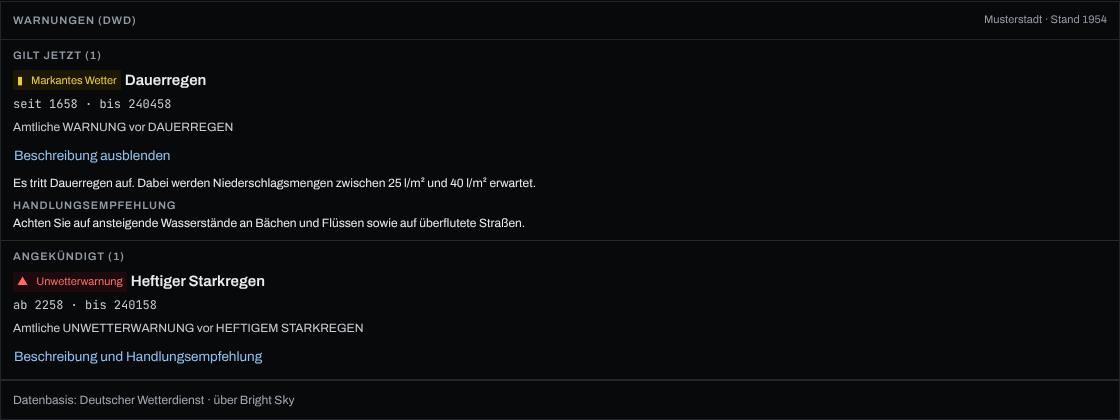 WARNUNGEN (DWD)
Musterstadt · Stand 1954
GILT JETZT (1)
Markantes Wetter Dauerregen
seit 1658 · bis 240458
Amtliche WARNUNG vor DAUERREGEN
Beschreibung ausblenden
Es tritt Dauerregen auf. Dabei werden Niederschlagsmengen zwischen 25 l/m² und 40 l/m² erwartet.
HANDLUNGSEMPFEHLUNG
Achten Sie auf ansteigende Wasserstände an Bächen und Flüssen sowie auf überflutete Straßen.
ANGEKÜNDIGT (1)
Unwetterwarnung Heftiger Starkregen
ab 2258 · bis 240158
Amtliche UNWETTERWARNUNG vor HEFTIGEM STARKREGEN
Beschreibung und Handlungsempfehlung
Datenbasis: Deutscher Wetterdienst · über Bright Sky